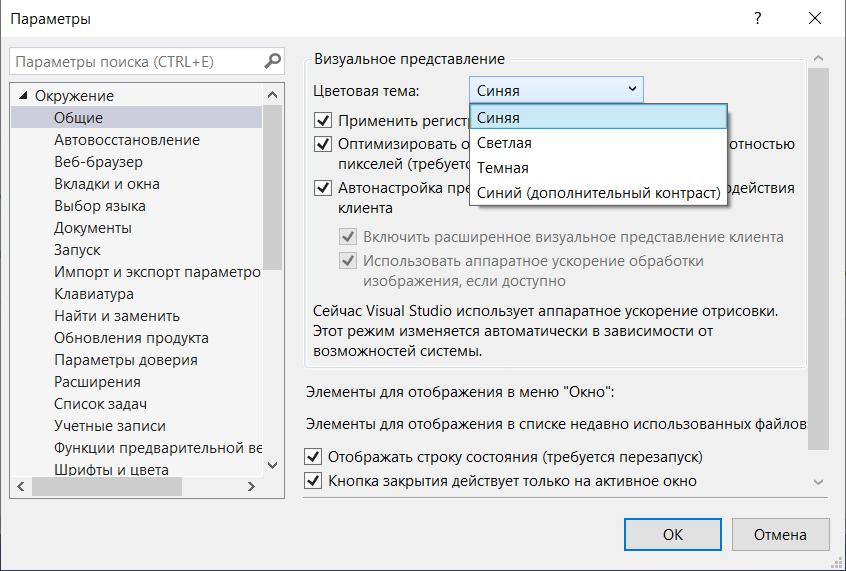 Параметры
?
Параметры поиска (CTRL+E)
Окружение
Общие
Автовосстановление
Веб-браузер
Вкладки и окна
Выбор языка
Документы
Запуск
Импорт и экспорт параметро
Клавиатура
Найти и заменить
Обновления продукта
Параметры доверия
Расширения
Список задач
Учетные записи
Функции предварительной ве
Шрифты и цвета
Визуальное представление
Цветовая тема:
Синяя
Синяя
Светлая
Темная
Синий (дополнительный контраст)
Применить регистр
Оптимизировать о отностью
пикселей (требуетс
Автонастройка пре одействия
клиента
Включить расширенное визуальное представление клиента
Использовать аппаратное ускорение обработки
изображения, если доступно
Сейчас Visual Studio использует аппаратное ускорение отрисовки.
Этот режим изменяется автоматически в зависимости от
возможностей системы.
Элементы для отображения в меню "Окно":
Элементы для отображения в списке недавно использованных файлов:
Отображать строку состояния (требуется перезапуск)
Кнопка закрытия действует только на активное окно
OK
Отмена